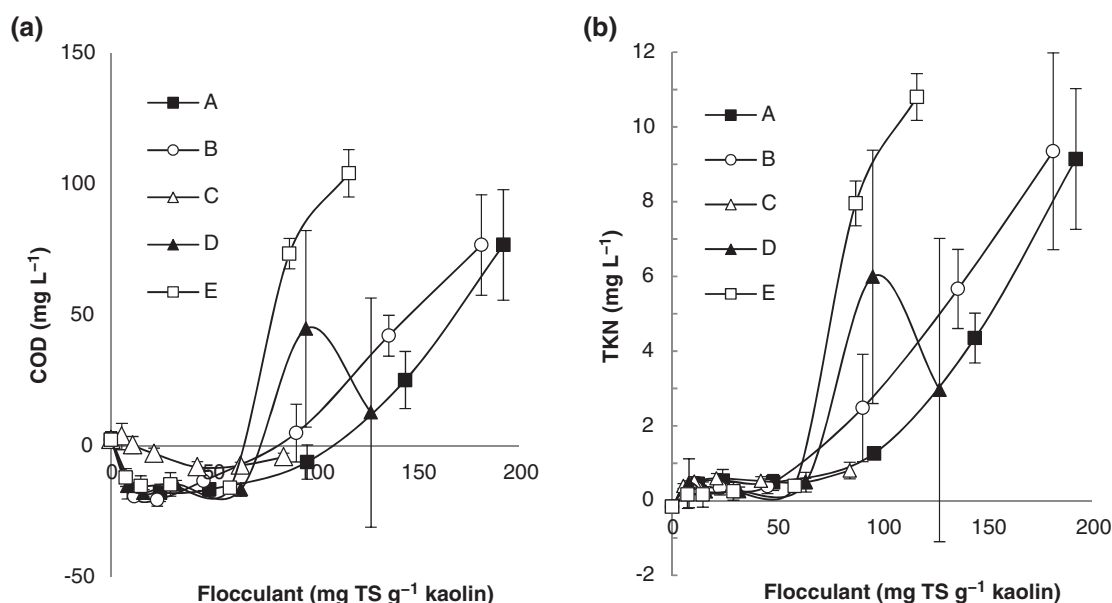 (a)
150
100
50
0
-50
COD (mg L⁻¹)
A
B
C
D
E
0 50 100 150 200
Flocculant (mg TS g⁻¹ kaolin)
(b)
12
10
8
6
4
2
0
-2
TKN (mg L⁻¹)
A
B
C
D
E
0 50 100 150 200
Flocculant (mg TS g⁻¹ kaolin)